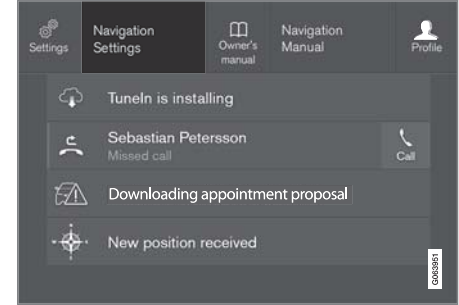 Settings
Navigation
Settings
Owner's
manual
Navigation
Manual
Profile
TuneIn is installing
Sebastian Petersson
Missed call
Call
Downloading appointment proposal
New position received
G063951